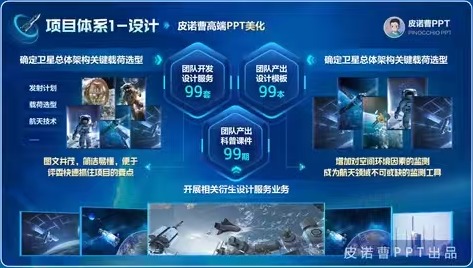 项目体系1-设计
皮诺曹高端PPT美化
皮诺曹PPT
PINOCCHIO PPT
确定卫星总体架构关键载荷选型
发射计划
载荷选型
航天技术
图文并茂，简洁易懂，便于
评委快速抓住项目的要点
团队开发
设计服务
99套
团队产出
设计模板
99本
团队产出
科普课件
99期
确定卫星总体架构关键载荷选型
增加对空间环境因素的监测
成为航天领域不可或缺的监测工具
开展相关衍生设计服务业务
皮诺曹PPT出品